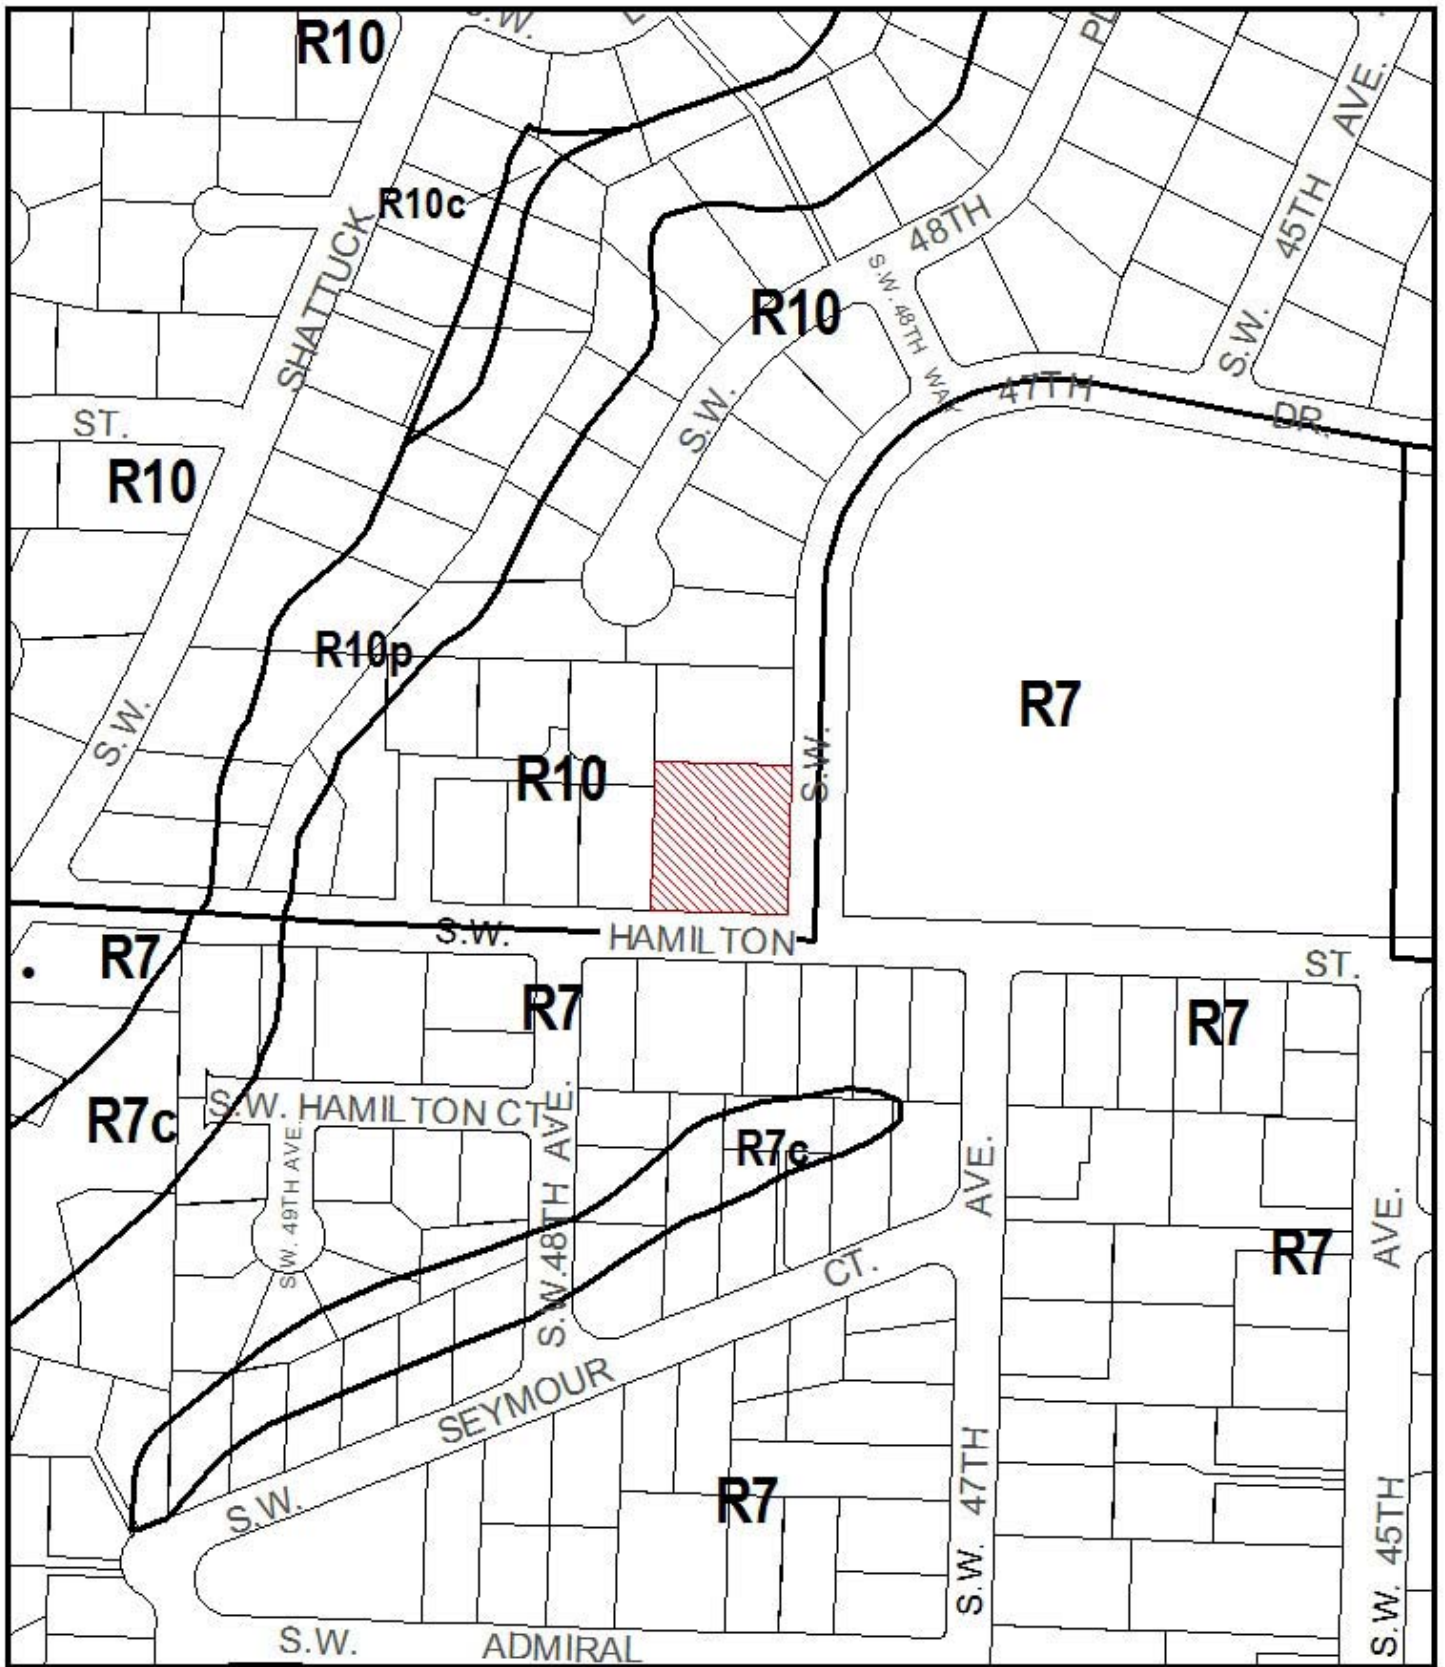 S.W.
R10
PL
AVE.
R10c
SHATTUCK
48TH
45TH
S.W. 48TH WAY
R10
S.W.
S.W.
47TH
DR.
ST.
R10
R10p
S.W.
R7
S.W.
R10
S.W.
HAMILTON
ST.
R7
R7
R7
R7c
S.W. HAMILTON CT.
S.W. 48TH AVE.
S.W. 49TH AVE.
R7c
AVE.
AVE.
R7
CT.
SEYMOUR
S.W.
R7
S.W. 47TH
S.W. 45TH
S.W.
ADMIRAL